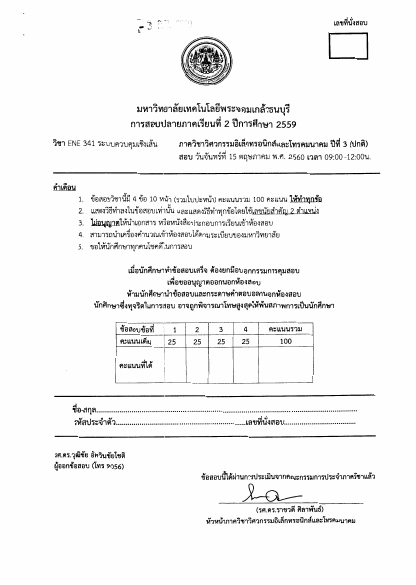 เลขที่นั่งสอบ
มหาวิทยาลัยเทคโนโลยีพระจอมเกล้าธนบุรี
การสอบปลายภาคเรียนที่ 2 ปีการศึกษา 2559
วิชา ENE 341 ระบบควบคุมเชิงเส้น ภาควิชาวิศวกรรมอิเล็กทรอนิกส์และโทรคมนาคม ปีที่ 3 (ปกติ)
สอบ วันจันทร์ที่ 15 พฤษภาคม พ.ศ. 2560 เวลา 09:00-12:00น.
คำเตือน
1. ข้อสอบวิชานี้มี 4 ข้อ 10 หน้า (รวมใบปะหน้า) คะแนนรวม 100 คะแนน ให้ทำทุกข้อ
2. แสดงวิธีทำลงในข้อสอบเท่านั้น และแสดงวิธีทำทุกข้อโดยใช้เลขนัยสำคัญ 2 ตำแหน่ง
3. ไม่อนุญาตให้นำเอกสาร หรือหนังสือประกอบการเรียนเข้าห้องสอบ
4. สามารถนำเครื่องคำนวณเข้าห้องสอบได้ตามระเบียบของมหาวิทยาลัย
5. ขอให้นักศึกษาทุกคนโชคดีในการสอบ
เมื่อนักศึกษาทำข้อสอบเสร็จ ต้องยกมือบอกกรรมการคุมสอบ
เพื่อขออนุญาตออกนอกห้องสอบ
ห้ามนักศึกษานำข้อสอบและกระดาษคำตอบออกนอกห้องสอบ
นักศึกษาซึ่งทุจริตในการสอบ อาจถูกพิจารณาโทษสูงสุดให้พ้นสภาพการเป็นนักศึกษา
ข้อสอบข้อที่ 1 2 3 4 คะแนนรวม
คะแนนเต็ม 25 25 25 25 100
คะแนนที่ได้
ชื่อ-สกุล
รหัสประจำตัว เลขที่นั่งสอบ
รศ.ดร.วุฒิชัย อัศวินชัยโชติ
ผู้ออกข้อสอบ (โทร 9056)
ข้อสอบนี้ได้ผ่านการประเมินจากคณะกรรมการประจำภาควิชาแล้ว
(รศ.ดร.ราชวดี ศิลาพันธ์)
หัวหน้าภาควิชาวิศวกรรมอิเล็กทรอนิกส์และโทรคมนาคม